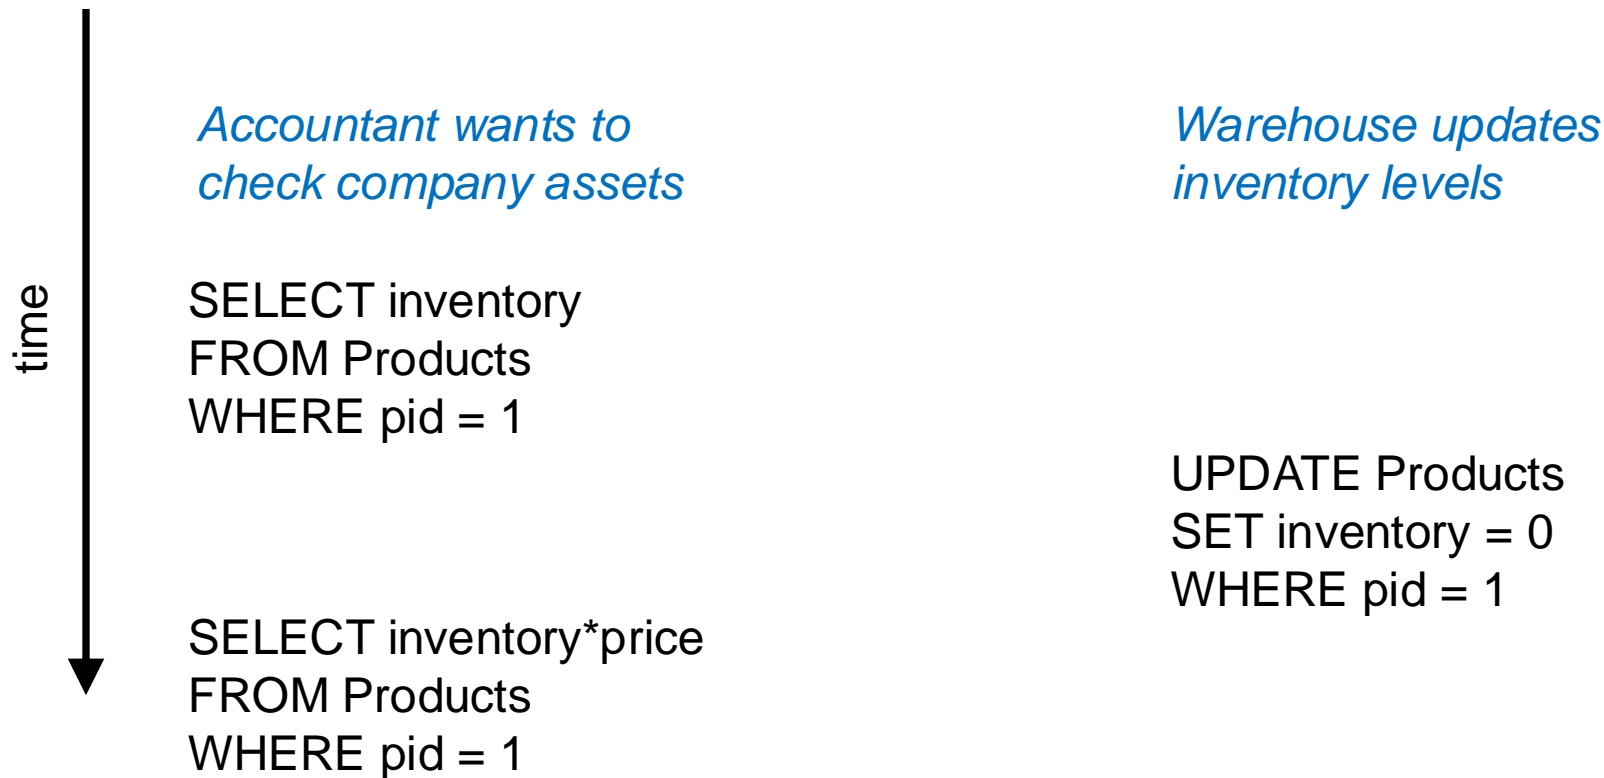 time
Accountant wants to
check company assets
SELECT inventory
FROM Products
WHERE pid = 1
SELECT inventory*price
FROM Products
WHERE pid = 1
Warehouse updates
inventory levels
UPDATE Products
SET inventory = 0
WHERE pid = 1